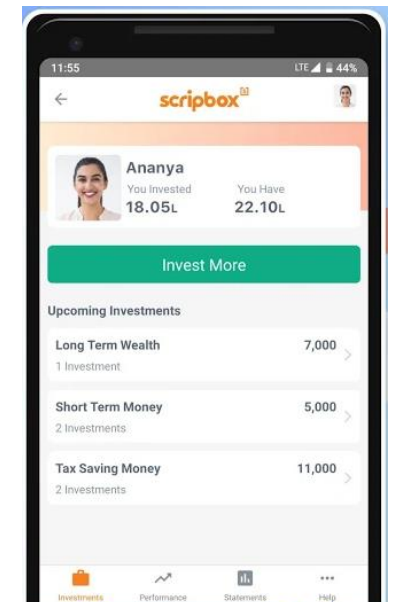 11:55 LTE 44%
scripbox
Ananya
You Invested You Have
18.05L 22.10L
Invest More
Upcoming Investments
Long Term Wealth 7,000
1 Investment
Short Term Money 5,000
2 Investments
Tax Saving Money 11,000
2 Investments
Investments Performance Statements Help